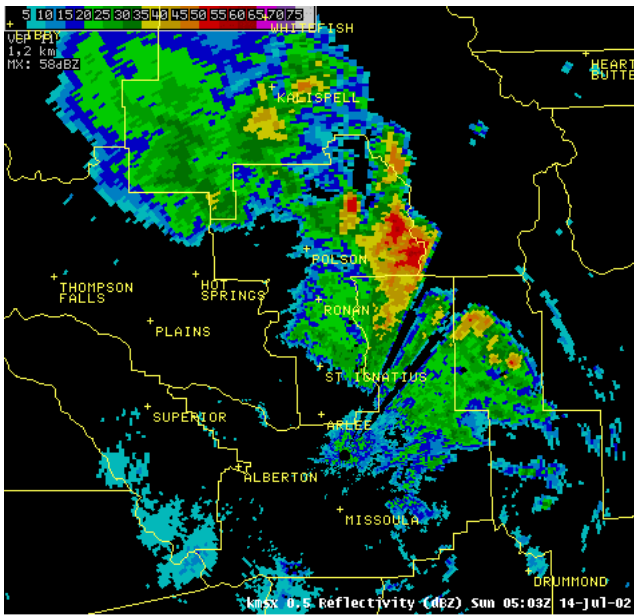 5 10 15 20 25 30 35 40 45 50 55 60 65 70 75
WHITEFISH
LIBBY
1,2 km
MX: 58dBZ
HEART
BUTTE
KALISPELL
POLSON
THOMPSON
FALLS
HOT
SPRINGS
RONAN
PLAINS
ST IGNATIUS
SUPERIOR
ARLEE
ALBERTON
MISSOULA
DRUMMOND
kmsx 0.5 Reflectivity (dBZ) Sun 05:03Z 14-jul-02